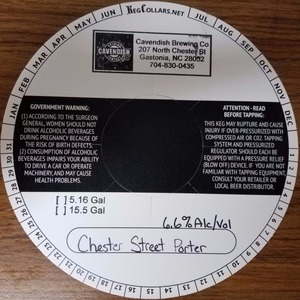 KegCollars.net
JAN FEB MAR APR MAY JUN JUL AUG SEP OCT NOV DEC
CAVENDISH
Cavendish Brewing Co
207 North Chester St
Gastonia, NC 28052
704-830-0435
GOVERNMENT WARNING:
(1) ACCORDING TO THE SURGEON
GENERAL, WOMEN SHOULD NOT
DRINK ALCOHOLIC BEVERAGES
DURING PREGNANCY BECAUSE OF
THE RISK OF BIRTH DEFECTS.
(2) CONSUMPTION OF ALCOHOLIC
BEVERAGES IMPAIRS YOUR ABILITY
TO DRIVE A CAR OR OPERATE
MACHINERY, AND MAY CAUSE
HEALTH PROBLEMS.
ATTENTION - READ
BEFORE TAPPING:
THIS KEG MAY RUPTURE AND CAUSE
INJURY IF OVER-PRESSURIZED WITH
COMPRESSED AIR OR CO2. TAPPING
SYSTEM AND PRESSURIZED
REGULATOR SHOULD EACH BE
EQUIPPED WITH A PRESSURE RELIEF
(BLOW OFF) DEVICE. IF YOU ARE
NOT FAMILIAR WITH TAPPING EQUIPMENT,
CONSULT YOUR RETAILER OR
LOCAL BEER DISTRIBUTOR.
[ ] 5.16 Gal
[ ] 15.5 Gal
6.6% Alc/Vol
Chester Street Porter